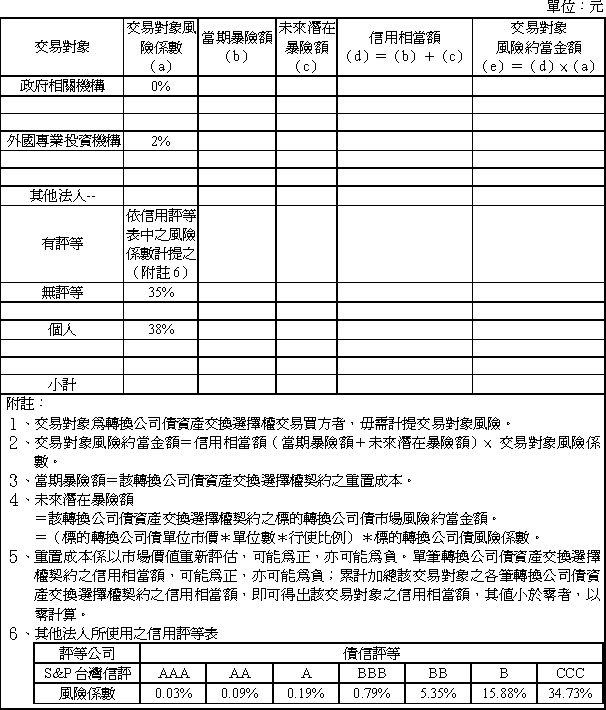 單位：元
交易對象 交易對象風險係數（a） 當期暴險額（b） 未來潛在暴險額（c） 信用相當額（d）＝（b）＋（c） 交易對象風險約當金額（e）＝（d）x（a）
政府相關機構 0%
外國專業投資機構 2%
其他法人--
有評等 依信用評等表中之風險係數計提之（附註6）
無評等 35%
個人 38%
小計
附註：
1、交易對象為轉換公司債資產交換選擇權交易買方者，毋需計提交易對象風險。
2、交易對象風險約當金額＝信用相當額（當期暴險額＋未來潛在暴險額）x 交易對象風險係
數。
3、當期暴險額＝該轉換公司債資產交換選擇權契約之重置成本。
4、未來潛在暴險額
＝該轉換公司債資產交換選擇權契約之標的轉換公司債市場風險約當金額。
＝（標的轉換公司債單位市價＊單位數＊行使比例）＊標的轉換公司債風險係數。
5、重置成本係以市場價值重新評估，可能為正，亦可能為負。單筆轉換公司債資產交換選擇
權契約之信用相當額，可能為正，亦可能為負；累計加總該交易對象之各筆轉換公司債資
產交換選擇權契約之信用相當額，即可得出該交易對象之信用相當額，其值小於零者，以
零計算。
6、其他法人所使用之信用評等表
評等公司 債信評等
S&P台灣信評 AAA AA A BBB BB B CCC
風險係數 0.03% 0.09% 0.19% 0.79% 5.35% 15.88% 34.73%